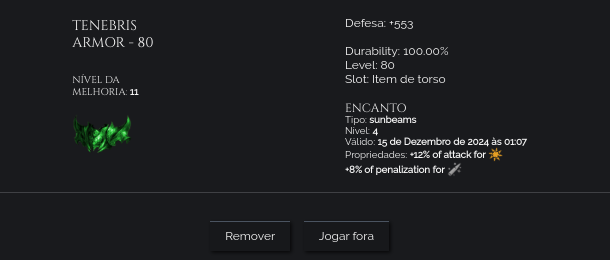 TENEBRIS
ARMOR - 80
NÍVEL DA
MELHORIA: 11
Defesa: +553
Durability: 100.00%
Level: 80
Slot: Item de torso
ENCANTO
Tipo: sunbeams
Nivel: 4
Válido: 15 de Dezembro de 2024 às 01:07
Propriedades: +12% of attack for
+8% of penalization for
Remover
Jogar fora